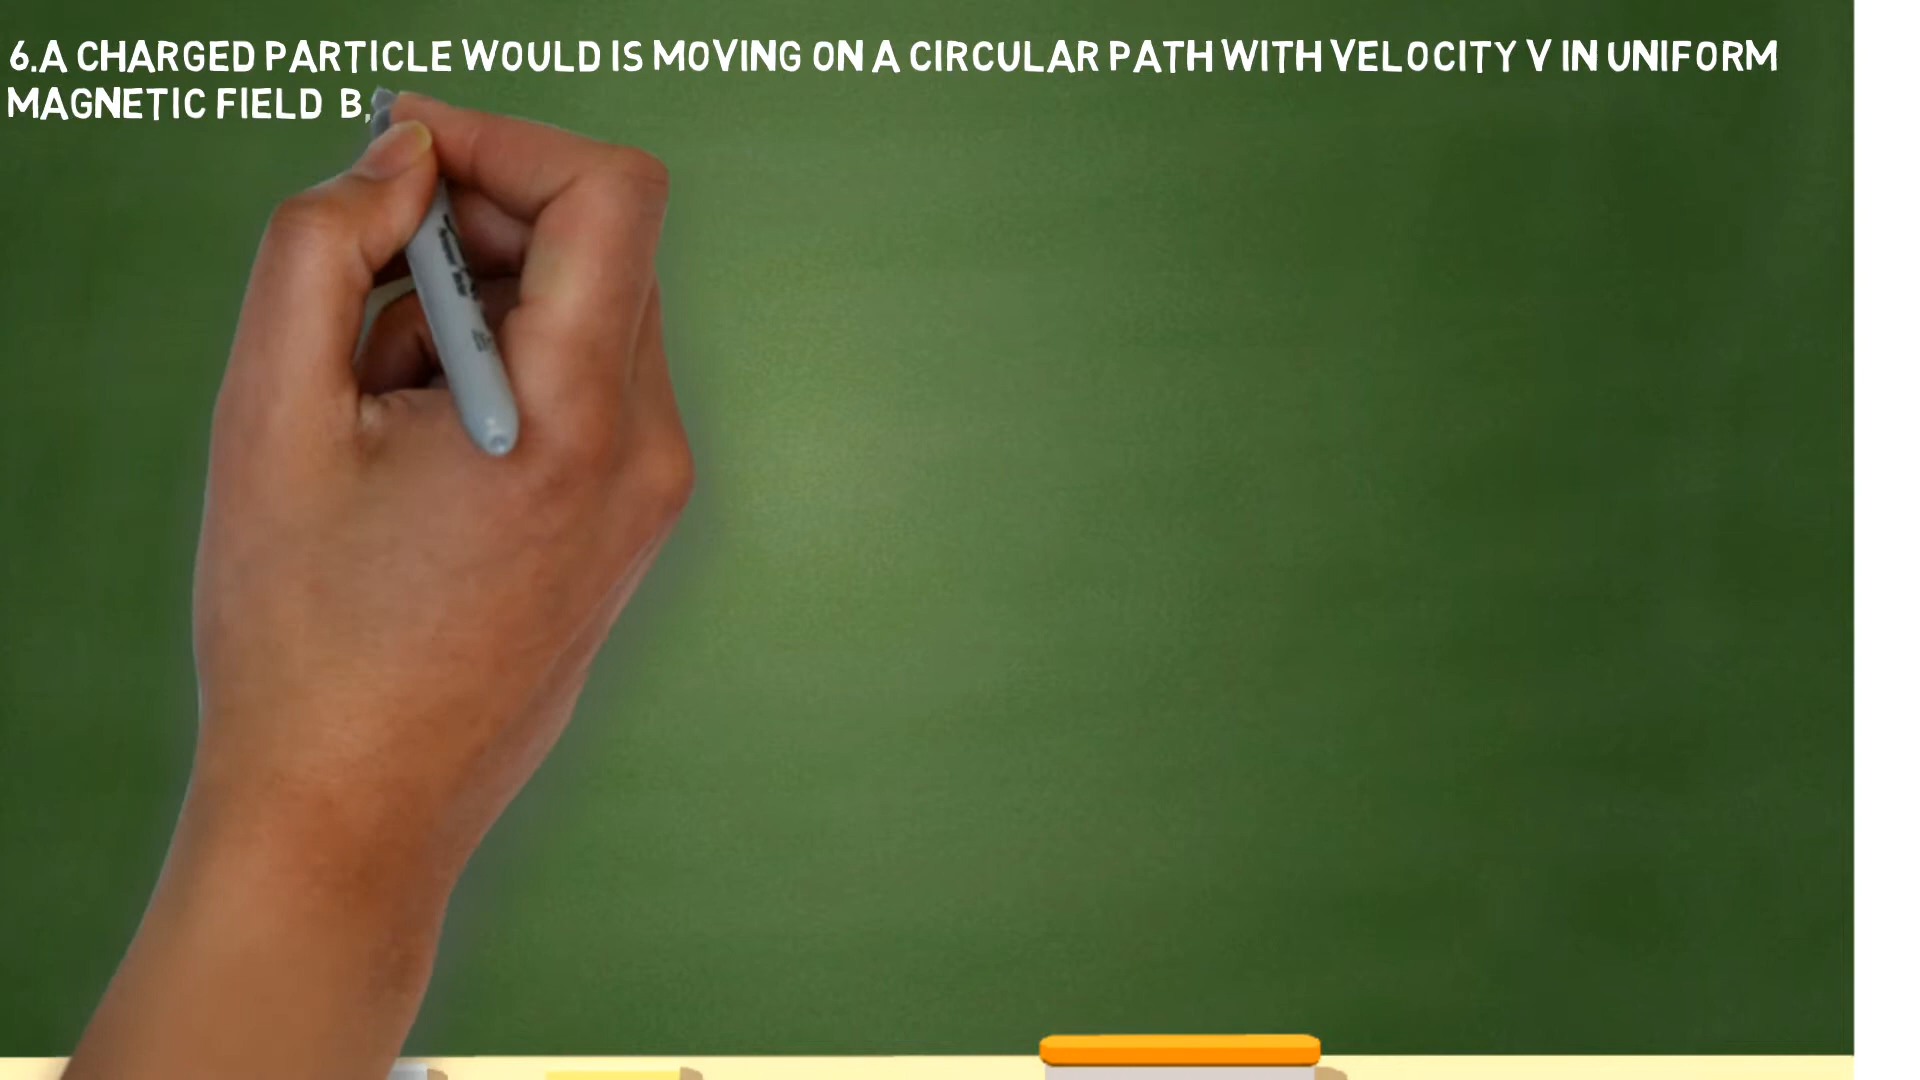 6.A CHARGED PARTICLE WOULD IS MOVING ON A CIRCULAR PATH WITH VELOCITY V IN UNIFORM
MAGNETIC FIELD B,